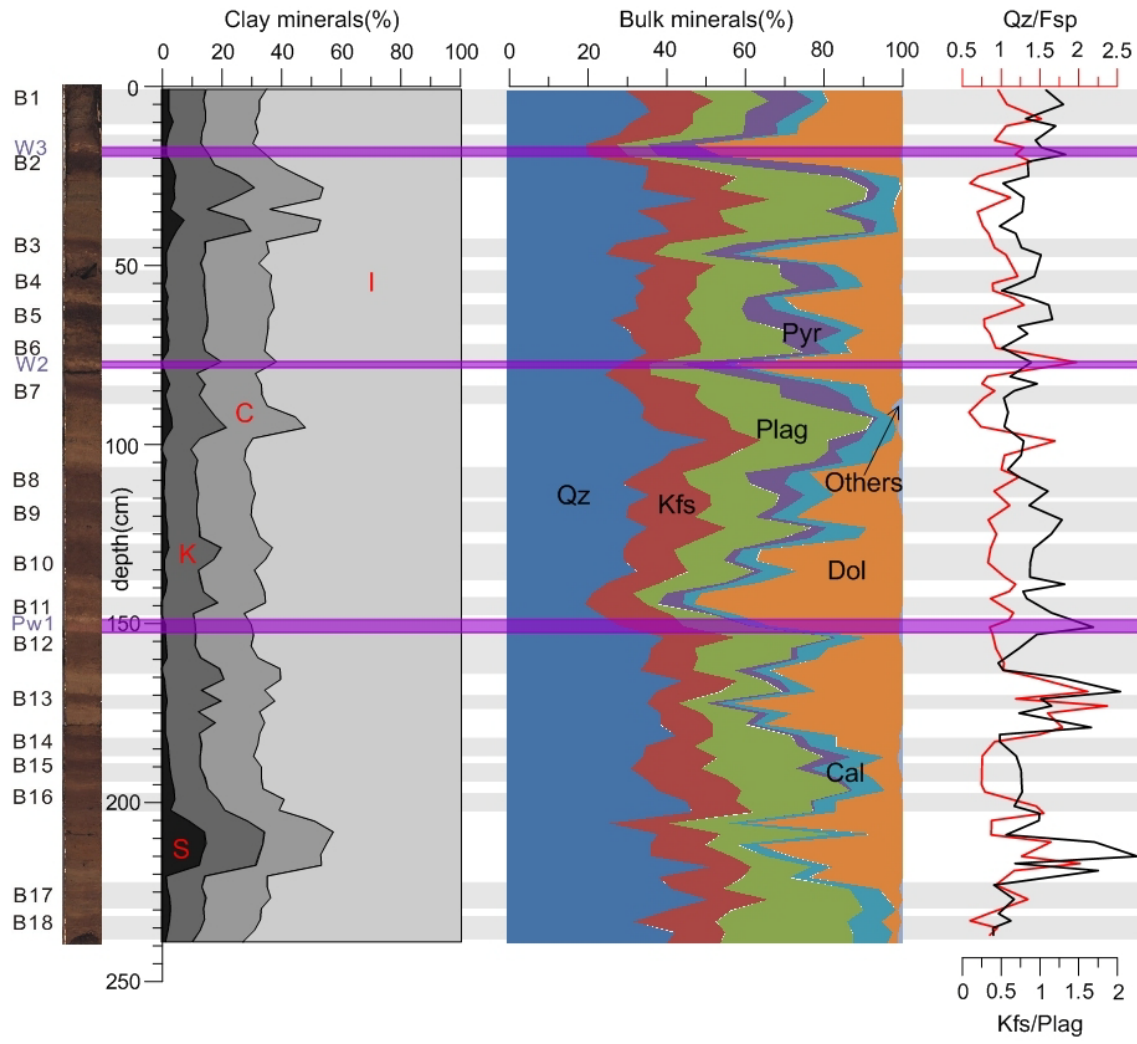 Clay minerals(%)
Bulk minerals(%)
Qz/Fsp
0 20 40 60 80 100
0 20 40 60 80 100
0.5 1 1.5 2 2.5
0
50
100
150
200
250
depth(cm)
B1
W3
B2
B3
B4
B5
B6
W2
B7
B8
B9
B10
B11
Pw1
B12
B13
B14
B15
B16
B17
B18
I
C
K
S
Qz
Kfs
Plag
Pyr
Others
Dol
Cal
0 0.5 1 1.5 2
Kfs/Plag